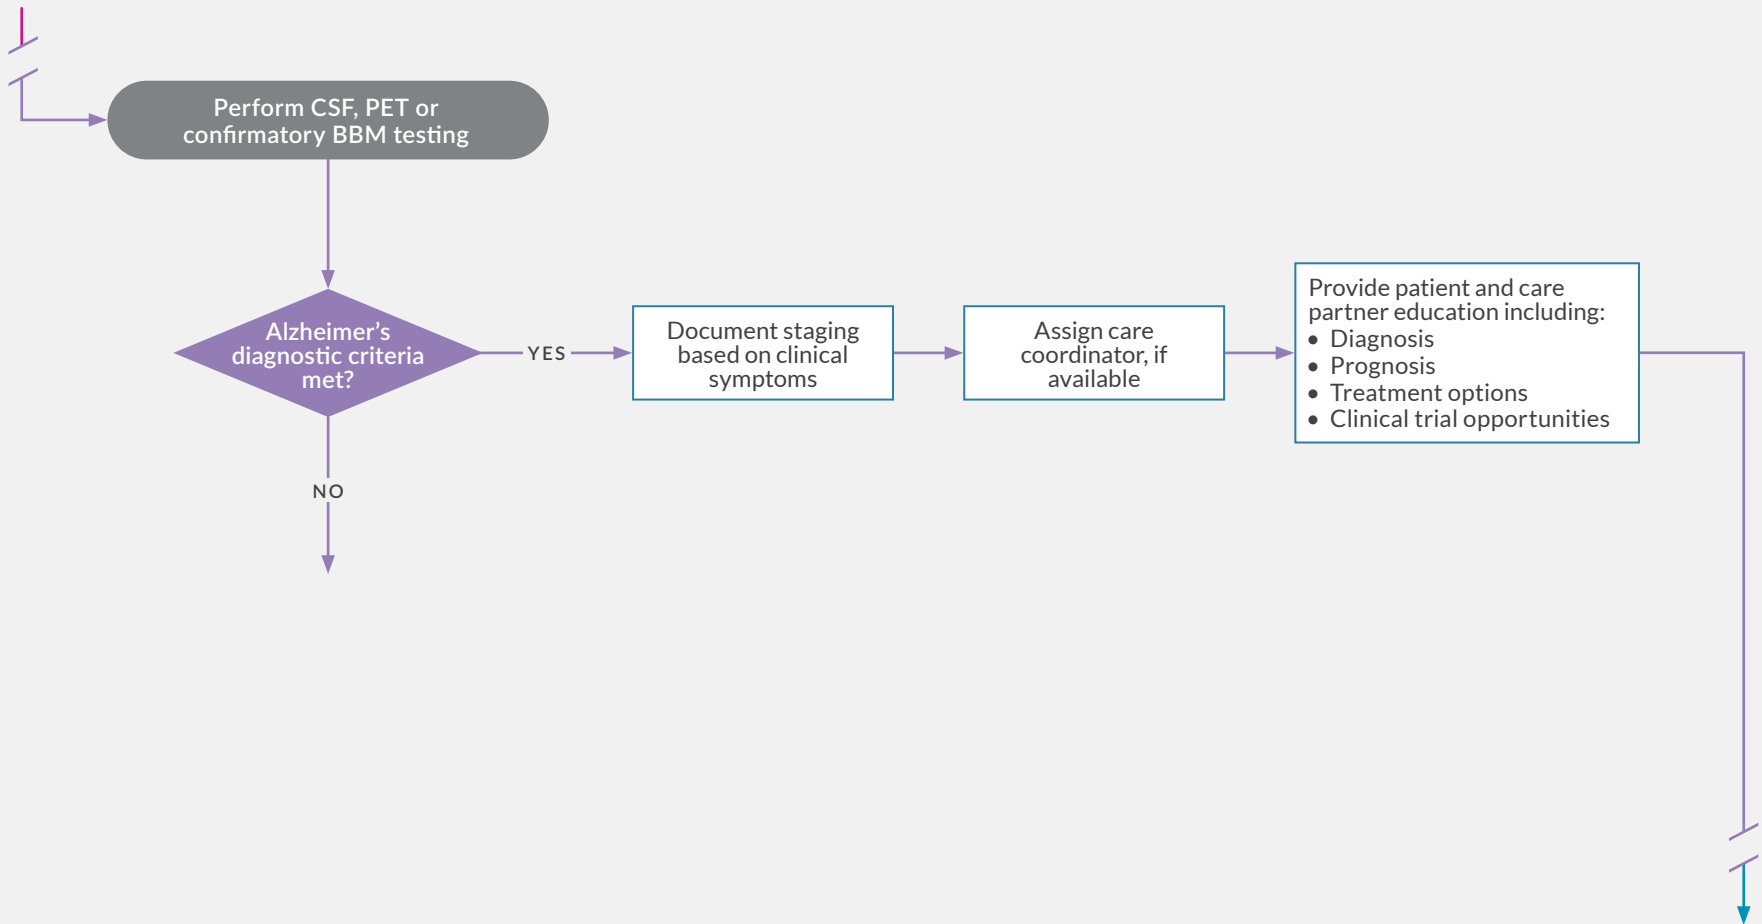 Perform CSF, PET or
confirmatory BBM testing
Alzheimer’s
diagnostic criteria
met?
YES
Document staging
based on clinical
symptoms
Assign care
coordinator, if
available
Provide patient and care
partner education including:
• Diagnosis
• Prognosis
• Treatment options
• Clinical trial opportunities
NO